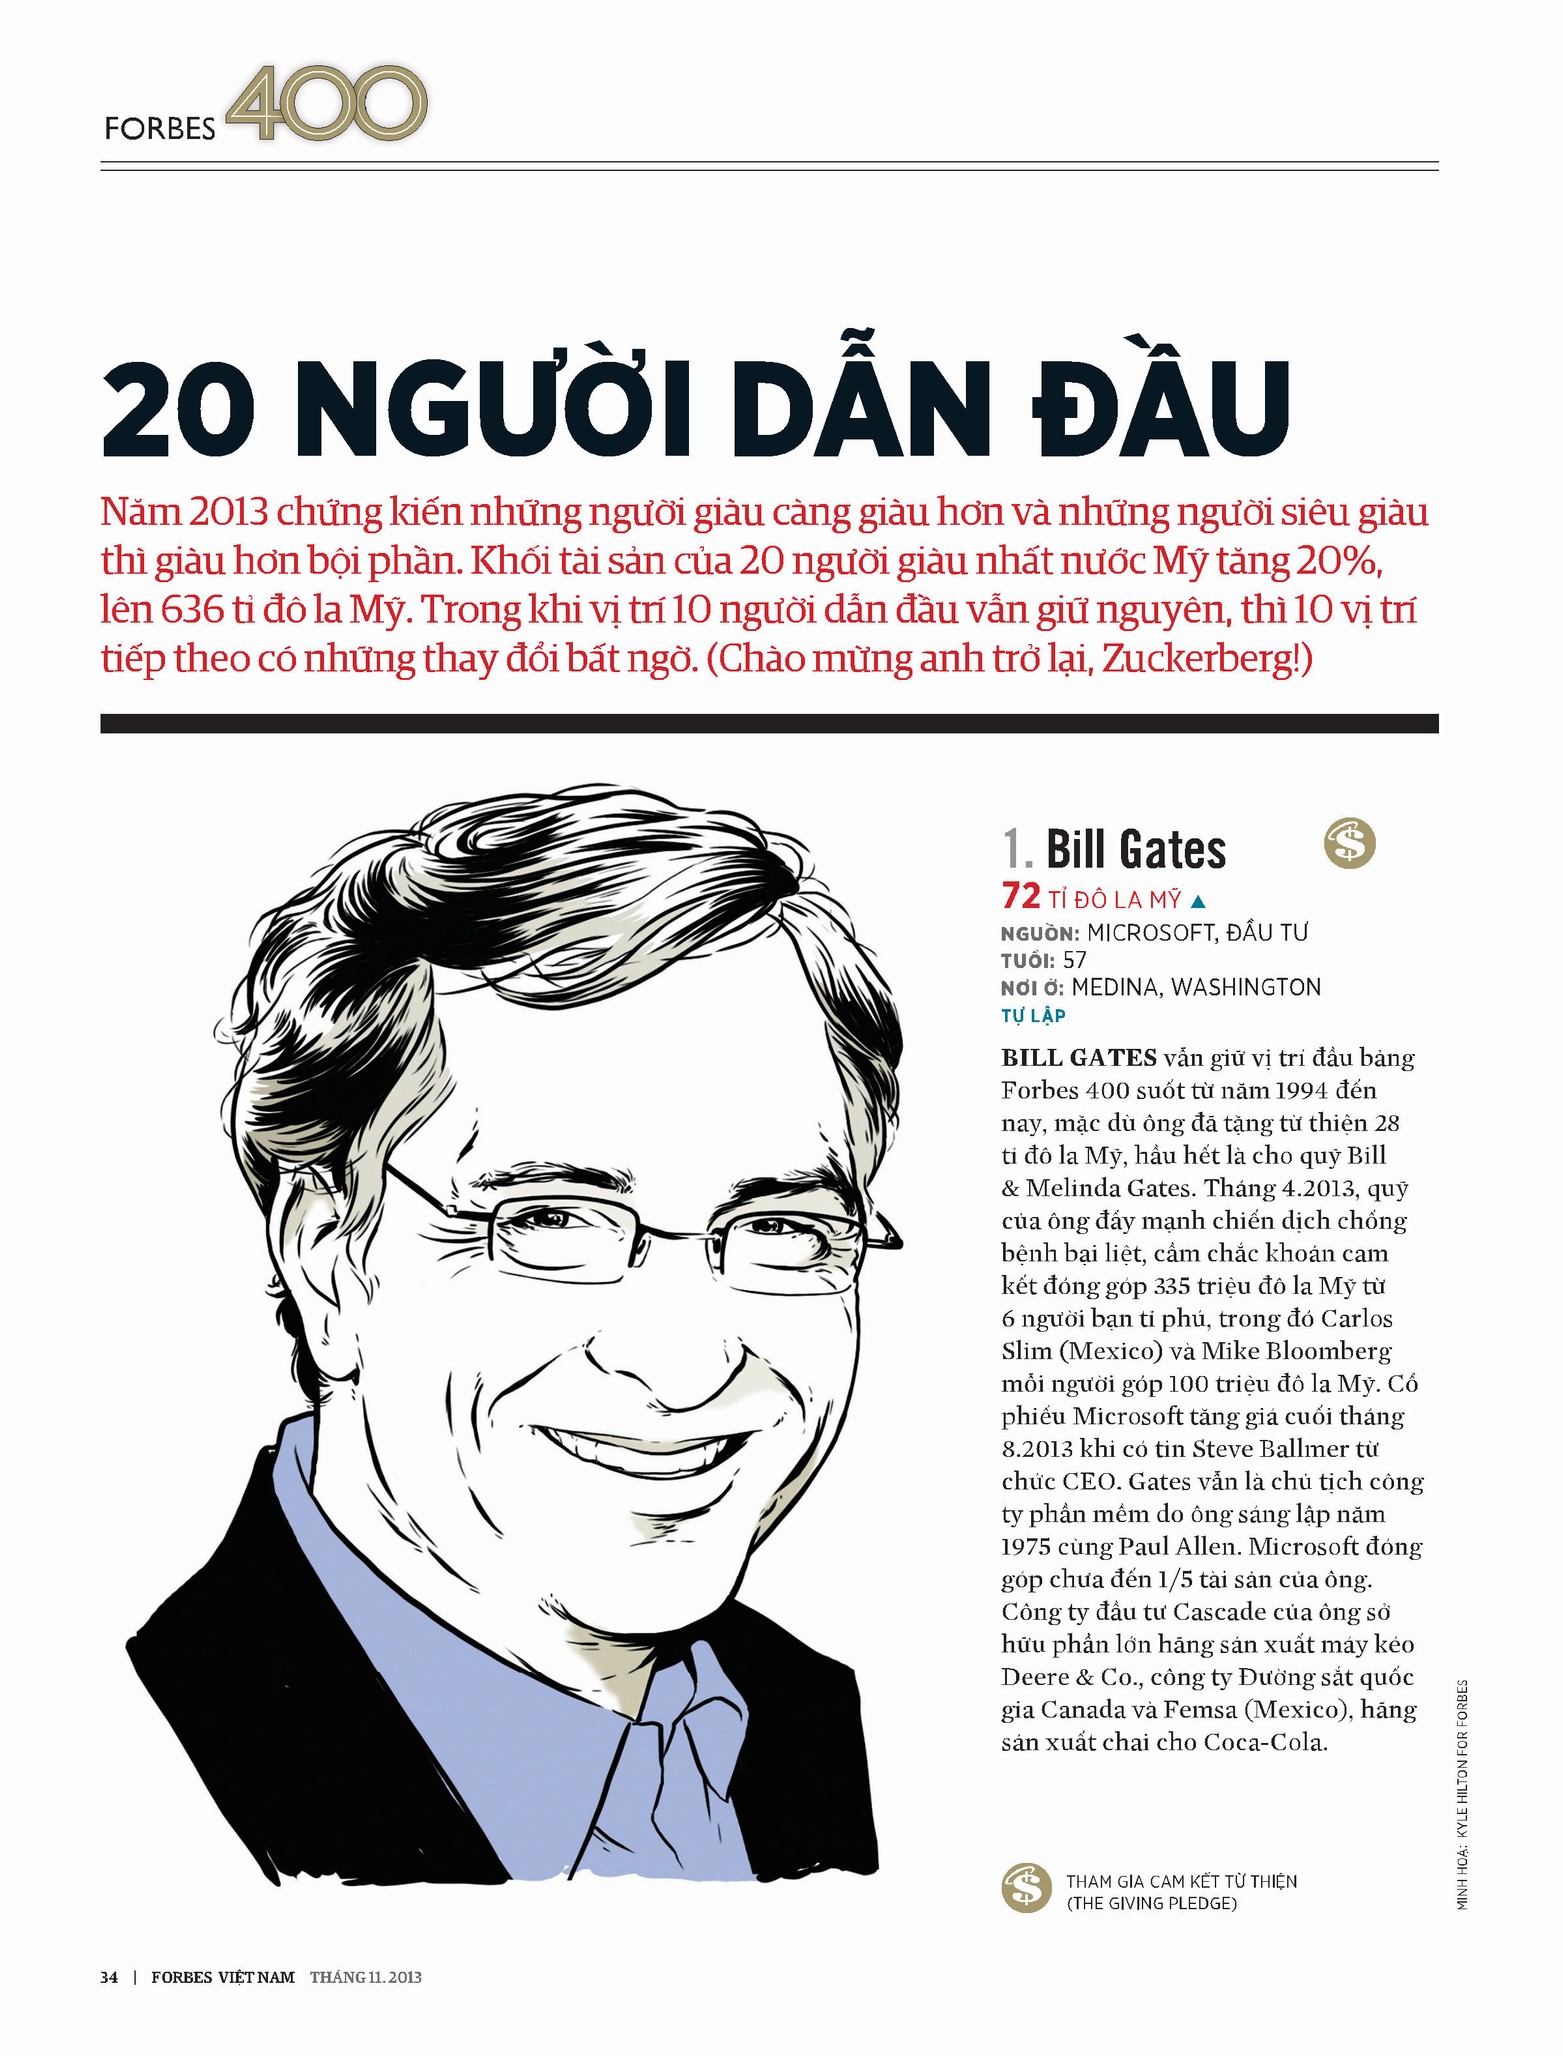 FORBES 400
20 NGƯỜI DẪN ĐẦU
Năm 2013 chứng kiến những người giàu càng giàu hơn và những người siêu giàu
thì giàu hơn bội phần. Khối tài sản của 20 người giàu nhất nước Mỹ tăng 20%,
lên 636 tỉ đô la Mỹ. Trong khi vị trí 10 người dẫn đầu vẫn giữ nguyên, thì 10 vị trí
tiếp theo có những thay đổi bất ngờ. (Chào mừng anh trở lại, Zuckerberg!)
1. Bill Gates
72 TỈ ĐÔ LA MỸ ▲
NGUỒN: MICROSOFT, ĐẦU TƯ
TUỔI: 57
NƠI Ở: MEDINA, WASHINGTON
TỰ LẬP
BILL GATES vẫn giữ vị trí đầu bảng
Forbes 400 suốt từ năm 1994 đến
nay, mặc dù ông đã tặng từ thiện 28
tỉ đô la Mỹ, hầu hết là cho quỹ Bill
& Melinda Gates. Tháng 4.2013, quỹ
của ông đẩy mạnh chiến dịch chống
bệnh bại liệt, cầm chắc khoản cam
kết đóng góp 335 triệu đô la Mỹ từ
6 người bạn tỉ phú, trong đó Carlos
Slim (Mexico) và Mike Bloomberg
mỗi người góp 100 triệu đô la Mỹ. Cổ
phiếu Microsoft tăng giá cuối tháng
8.2013 khi có tin Steve Ballmer từ
chức CEO. Gates vẫn là chủ tịch công
ty phần mềm do ông sáng lập năm
1975 cùng Paul Allen. Microsoft đóng
góp chưa đến 1/5 tài sản của ông.
Công ty đầu tư Cascade của ông sở
hữu phần lớn hãng sản xuất máy kéo
Deere & Co., công ty Đường sắt quốc
gia Canada và Femsa (Mexico), hãng
sản xuất chai cho Coca-Cola.
THAM GIA CAM KẾT TỪ THIỆN
(THE GIVING PLEDGE)
MINH HOẠ: KYLE HILTON FOR FORBES
34 | FORBES VIỆT NAM THÁNG 11. 2013